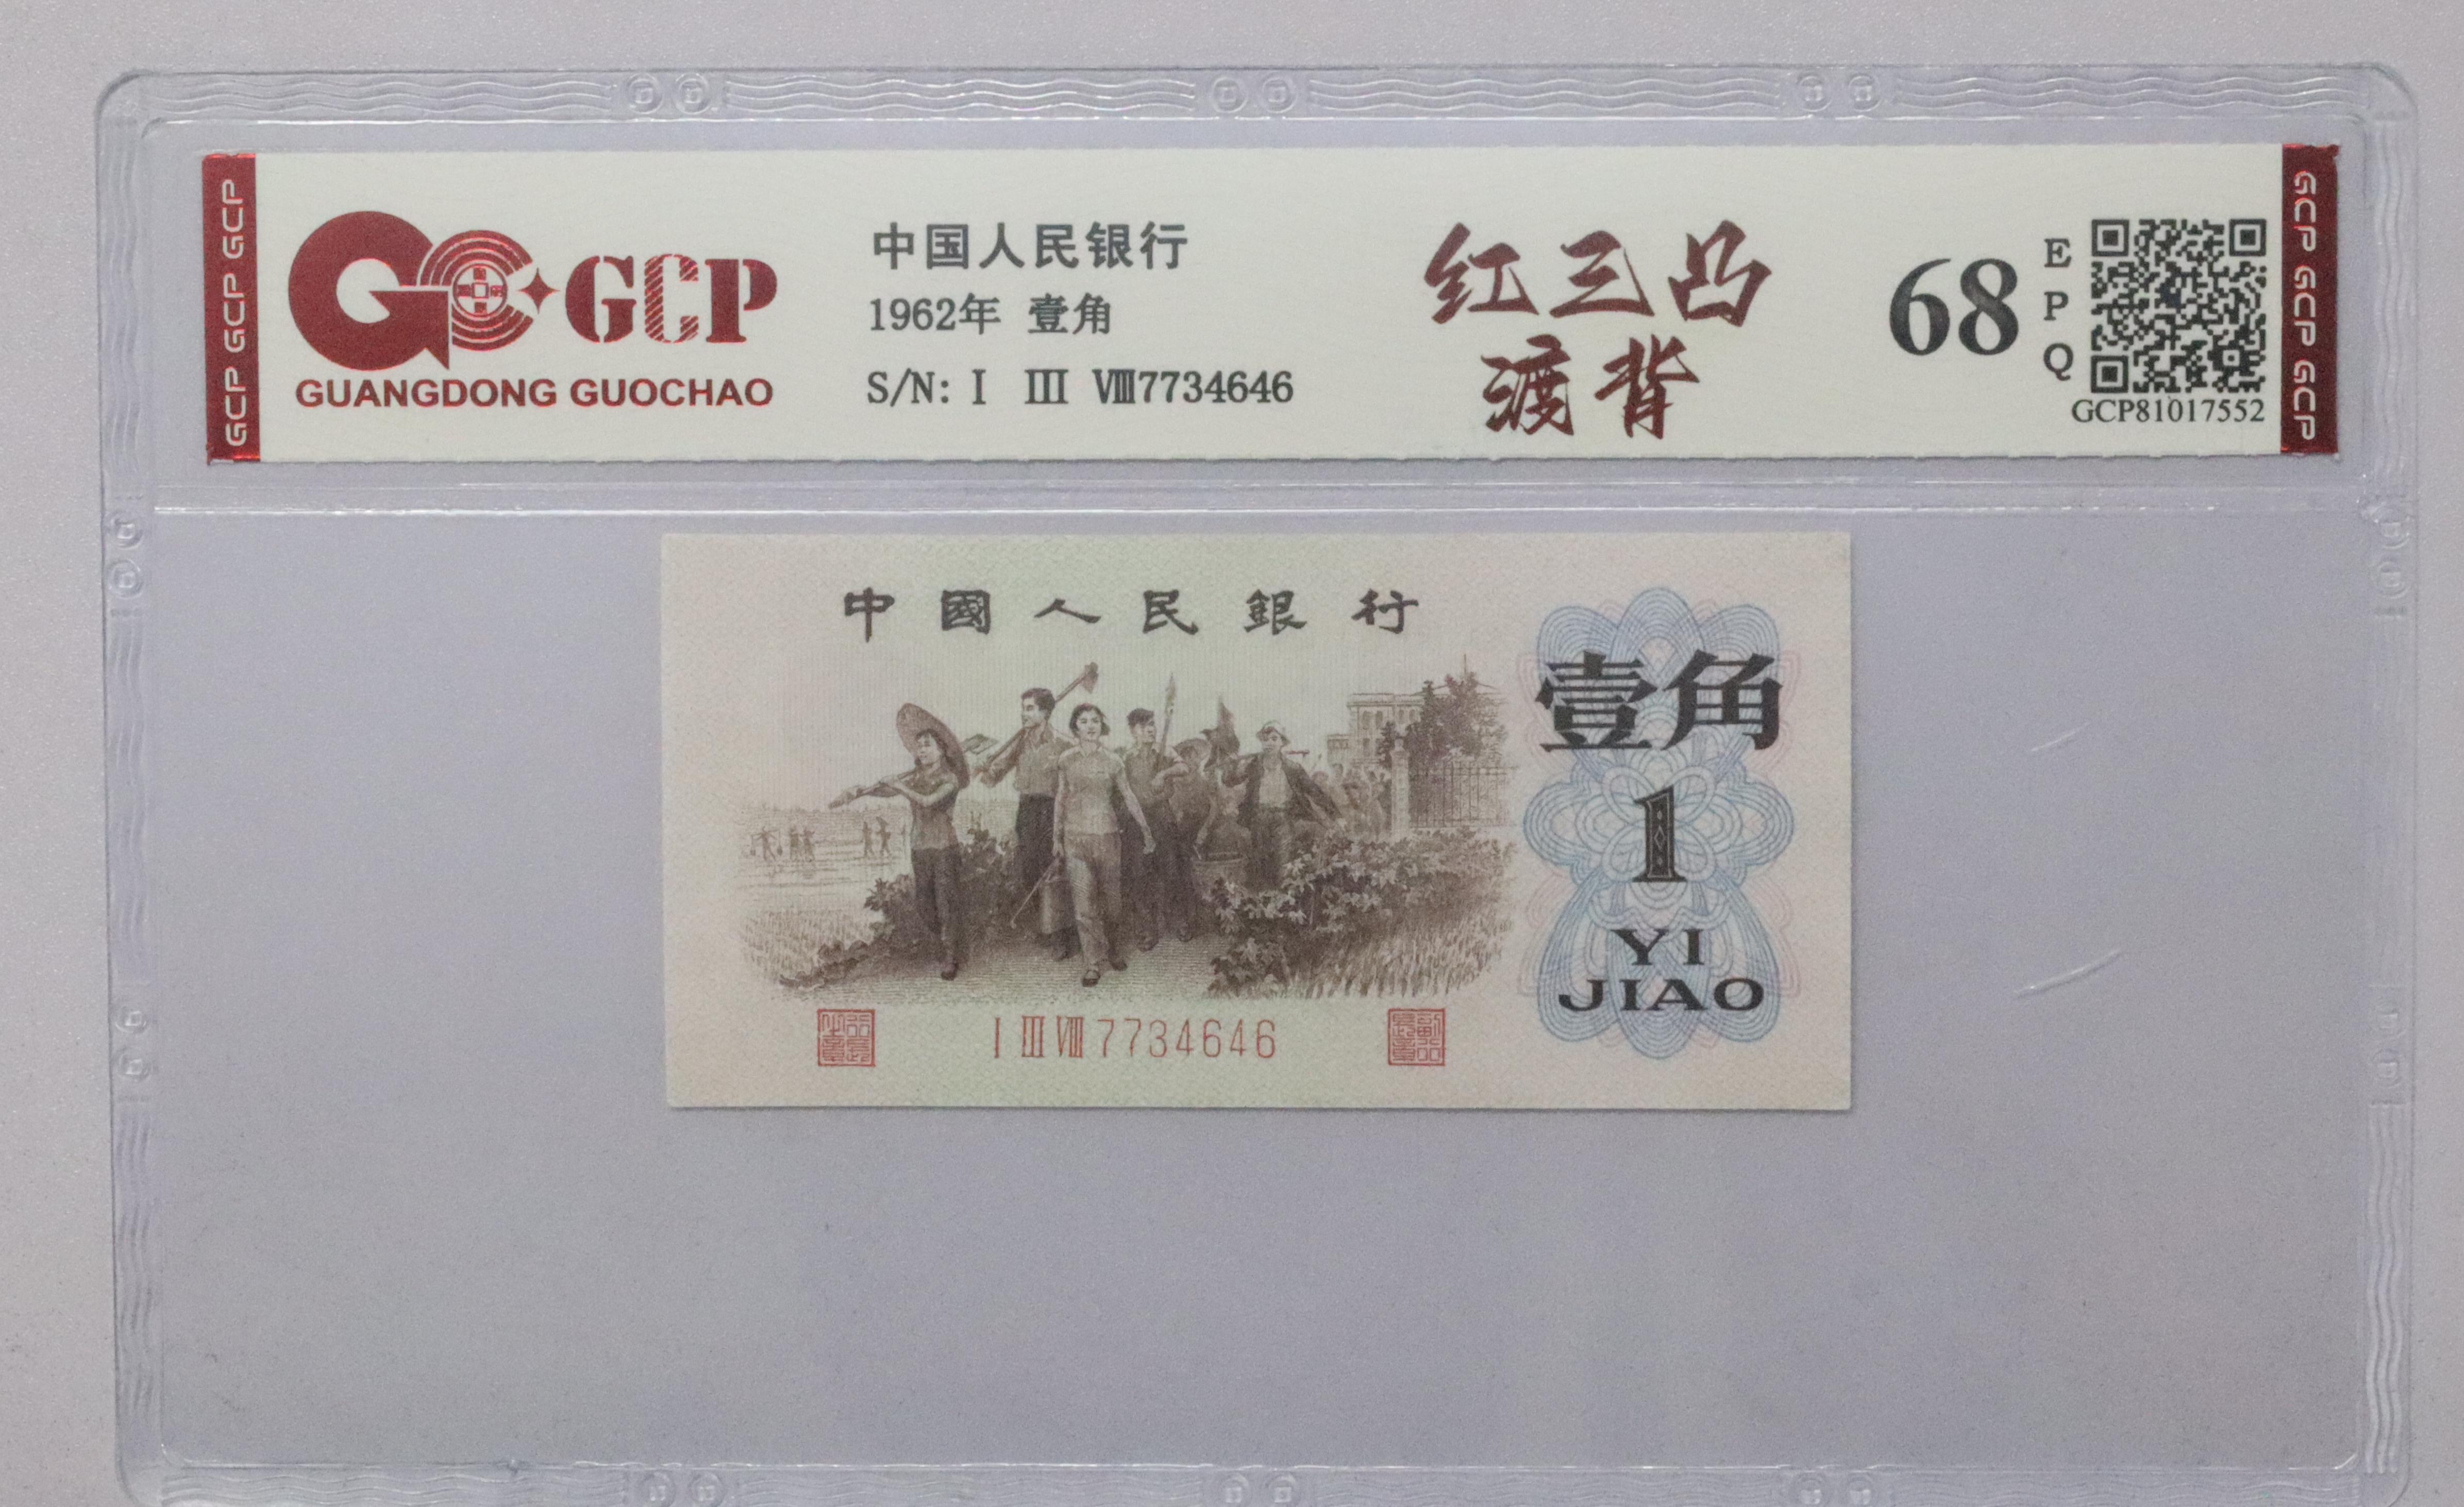 GCP GCP GCP
GCP
GUANGDONG GUOCHAO
中国人民银行
1962年 壹角
S/N: I III VIII7734646
红三凸
渡背
68
E
P
Q
GCP81017552
GCP GCP GCP
中國人民銀行
壹角
1
YI
JIAO
I III VIII 7734646